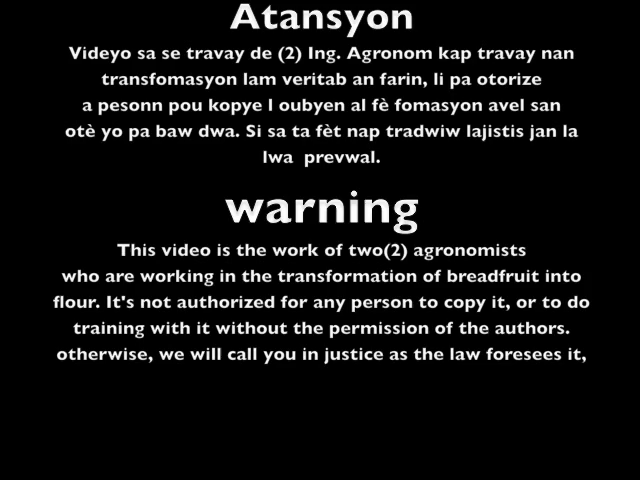 Atansyon
Videyo sa se travay de (2) Ing. Agronom kap travay nan
transfomasyon lam veritab an farin, li pa otorize
a pesonn pou kopye l oubyen al fè fomasyon avel san
otè yo pa baw dwa. Si sa ta fèt nap tradwiw lajistis jan la
lwa prevwal.
warning
This video is the work of two(2) agronomists
who are working in the transformation of breadfruit into
flour. It's not authorized for any person to copy it, or to do
training with it without the permission of the authors.
otherwise, we will call you in justice as the law foresees it,